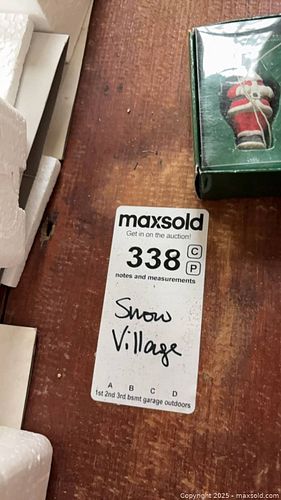 maxsold
Get in on the auction!
338 C
P
notes and measurements
Snow
Village
A B C D
1st 2nd 3rd bsmt garage outdoors
Copyright © 2025 - maxsold.com